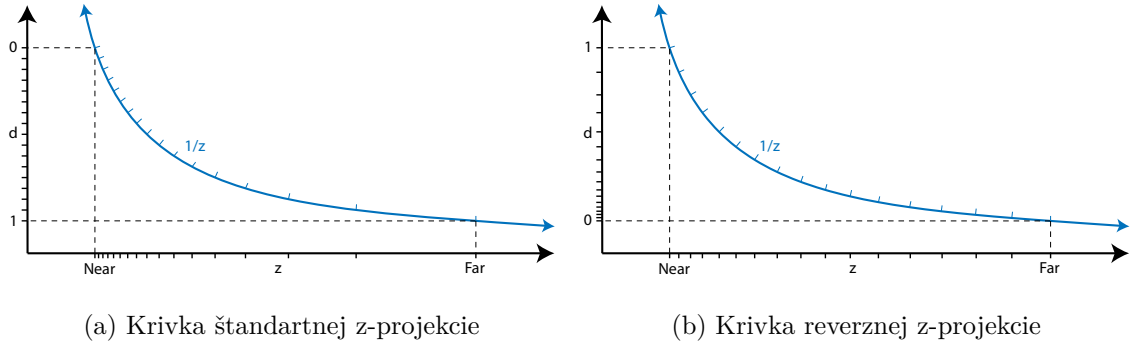 0
d
1
1/z
Near
z
Far
(a) Krivka štandartnej z-projekcie
1
d
0
1/z
Near
z
Far
(b) Krivka reverznej z-projekcie